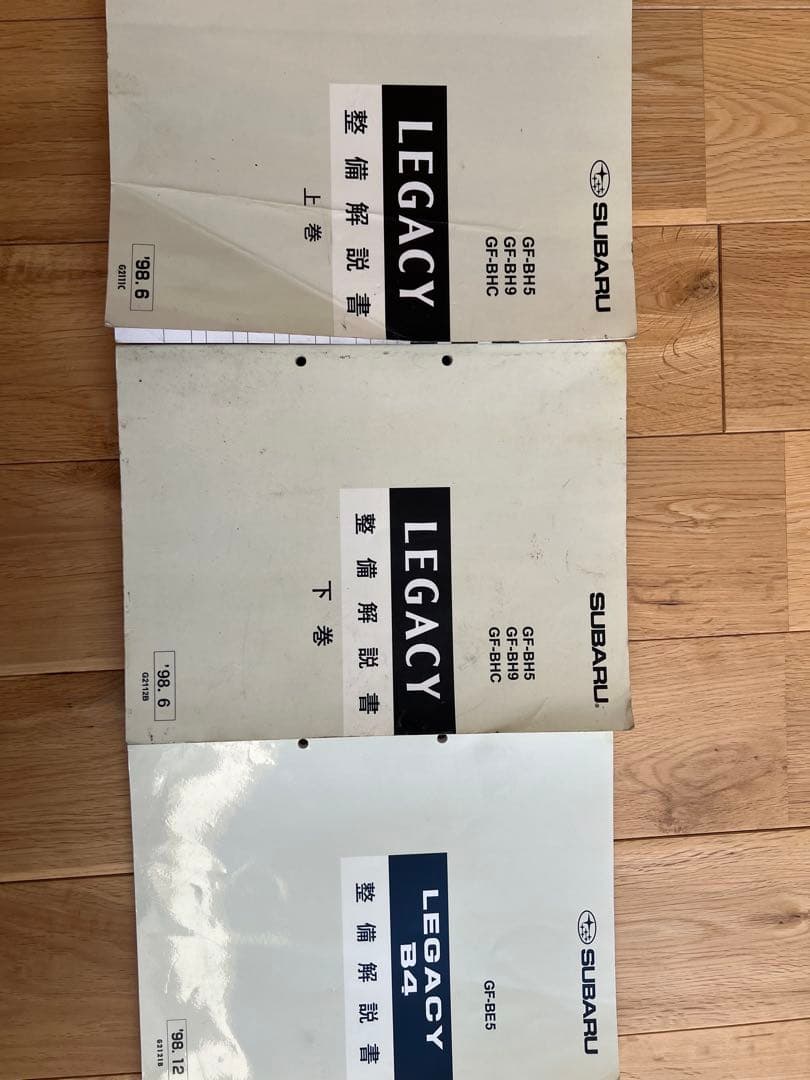 SUBARU
GF-BH5
GF-BH9
GF-BHC
LEGACY
整備解説書
上巻
'98.6
G2111C
SUBARU®
GF-BH5
GF-BH9
GF-BHC
LEGACY
整備解説書
下巻
'98.6
G2112B
SUBARU
GF-BE5
LEGACY
B4
整備解説書
'98.12
G2121B